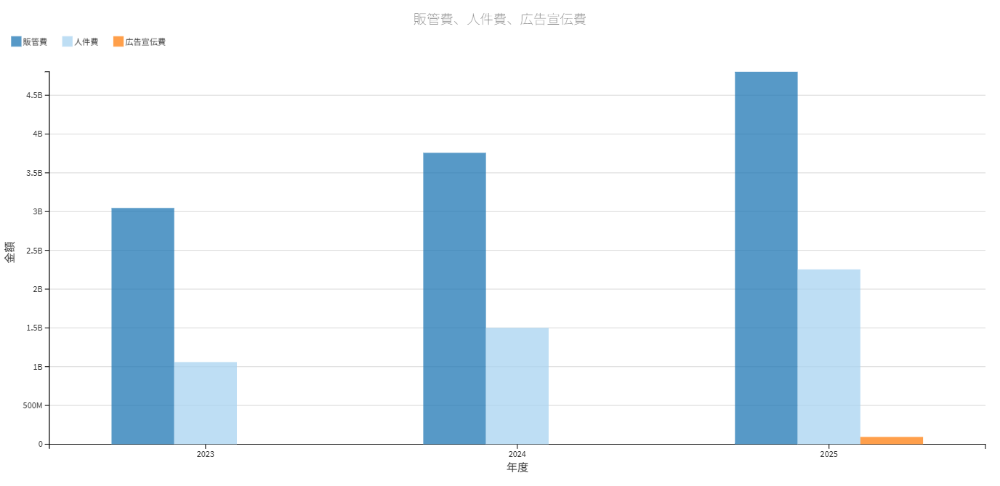 販管費、人件費、広告宣伝費
販管費 人件費 広告宣伝費
4.5B
4B
3.5B
3B
2.5B
2B
1.5B
1B
500M
0
金額
2023 2024 2025
年度